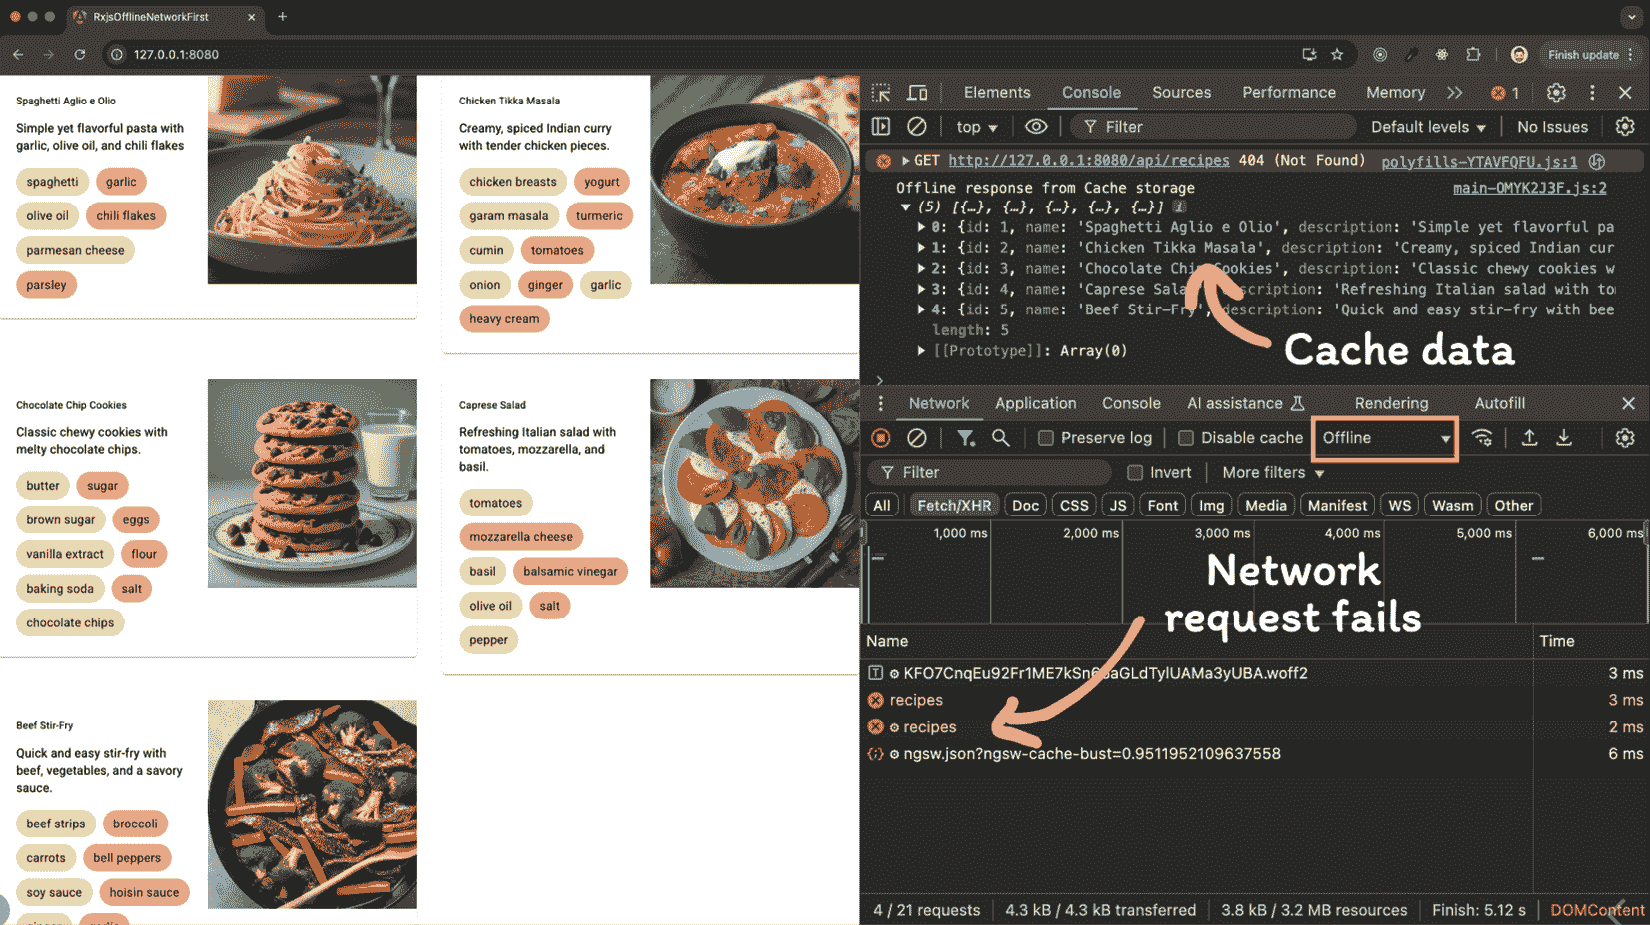 RxjsOfflineNetworkFirst
127.0.0.1:8080
Finish update
Spaghetti Aglio e Olio
Simple yet flavorful pasta with
garlic, olive oil, and chili flakes
spaghetti garlic
olive oil chili flakes
parmesan cheese
parsley
Chicken Tikka Masala
Creamy, spiced Indian curry
with tender chicken pieces.
chicken breasts yogurt
garam masala turmeric
cumin tomatoes
onion ginger garlic
heavy cream
Chocolate Chip Cookies
Classic chewy cookies with
melty chocolate chips.
butter sugar
brown sugar eggs
vanilla extract flour
baking soda salt
chocolate chips
Caprese Salad
Refreshing Italian salad with
tomatoes, mozzarella, and
basil.
tomatoes
mozzarella cheese
basil balsamic vinegar
olive oil salt
pepper
Beef Stir-Fry
Quick and easy stir-fry with
beef, vegetables, and a savory
sauce.
beef strips broccoli
carrots bell peppers
soy sauce hoisin sauce
Elements Console Sources Performance Memory 1
top Filter Default levels No Issues
GET http://127.0.0.1:8080/api/recipes 404 (Not Found) polyfills-YTAVFQFU.js:1
Offline response from Cache storage main-OMYK2J3F.js:2
(5) [{…}, {…}, {…}, {…}, {…}]
0: {id: 1, name: 'Spaghetti Aglio e Olio', description: 'Simple yet flavorful pa
1: {id: 2, name: 'Chicken Tikka Masala', description: 'Creamy, spiced Indian cur
2: {id: 3, name: 'Chocolate Chip Cookies', description: 'Classic chewy cookies w
3: {id: 4, name: 'Caprese Sala scription: 'Refreshing Italian salad with to
4: {id: 5, name: 'Beef Stir-Fry', description: 'Quick and easy stir-fry with bee
length: 5
[[Prototype]]: Array(0)
Cache data
Network Application Console AI assistance Rendering Autofill
Preserve log Disable cache Offline
Filter Invert More filters
All Fetch/XHR Doc CSS JS Font Img Media Manifest WS Wasm Other
1,000 ms 2,000 ms 3,000 ms 4,000 ms 5,000 ms 6,000 ms
Network
request fails
Name Time
3 ms
recipes 3 ms
recipes 2 ms
ngsw.json?ngsw-cache-bust=0.9511952109637558 6 ms
4 / 21 requests 4.3 kB / 4.3 kB transferred 3.8 kB / 3.2 MB resources Finish: 5.12 s DOMContent